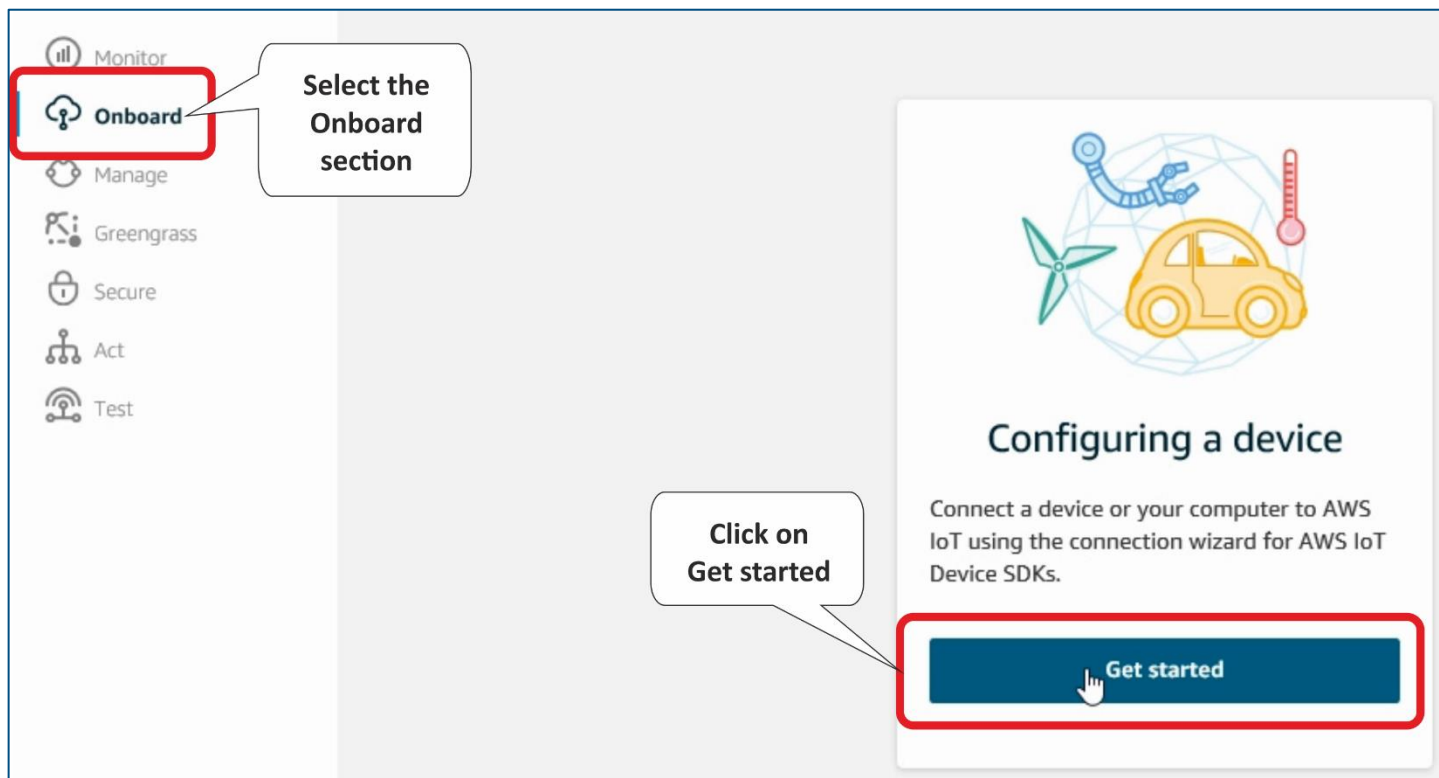 Monitor
Onboard
Manage
Greengrass
Secure
Act
Test
Select the
Onboard
section
Configuring a device
Connect a device or your computer to AWS
IoT using the connection wizard for AWS IoT
Device SDKs.
Click on
Get started
Get started